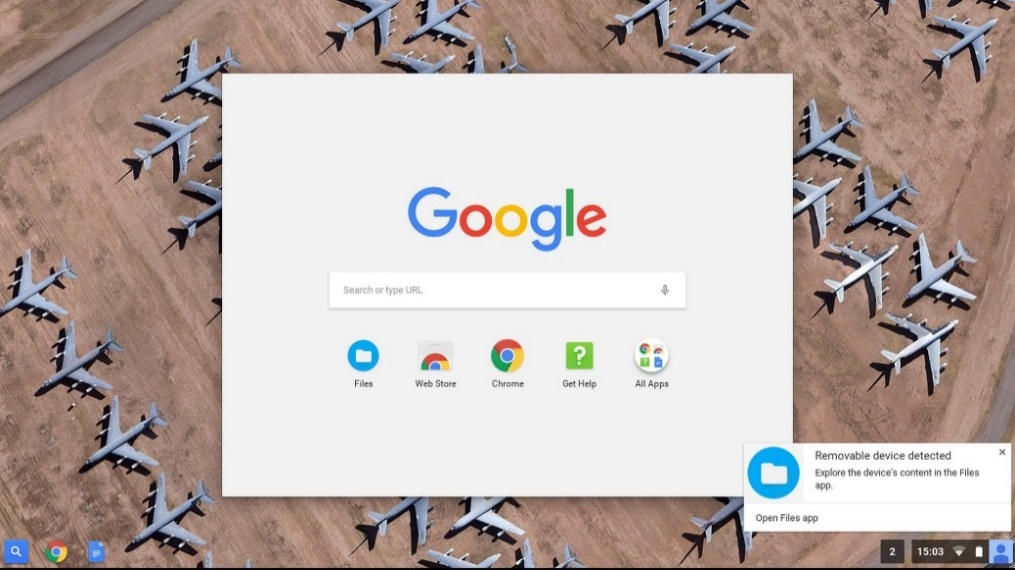 Google
Search or type URL
Files
Web Store
Chrome
Get Help
All Apps
Removable device detected
Explore the device's content in the Files
app.
Open Files app
2
15:03